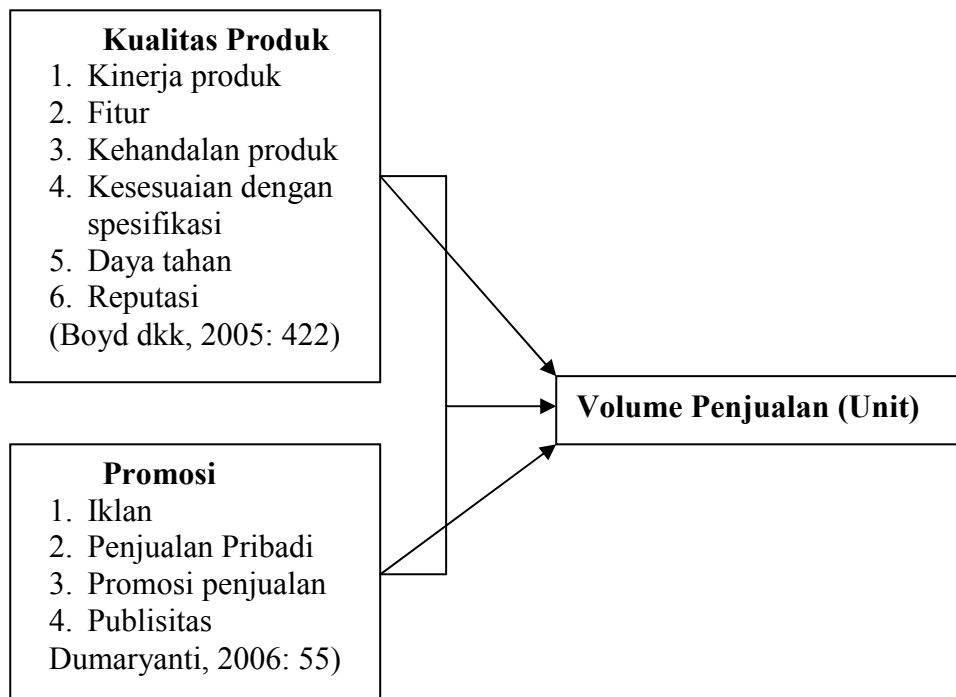 Kualitas Produk
1. Kinerja produk
2. Fitur
3. Kehandalan produk
4. Kesesuaian dengan
spesifikasi
5. Daya tahan
6. Reputasi
(Boyd dkk, 2005: 422)
Volume Penjualan (Unit)
Promosi
1. Iklan
2. Penjualan Pribadi
3. Promosi penjualan
4. Publisitas
Dumaryanti, 2006: 55)